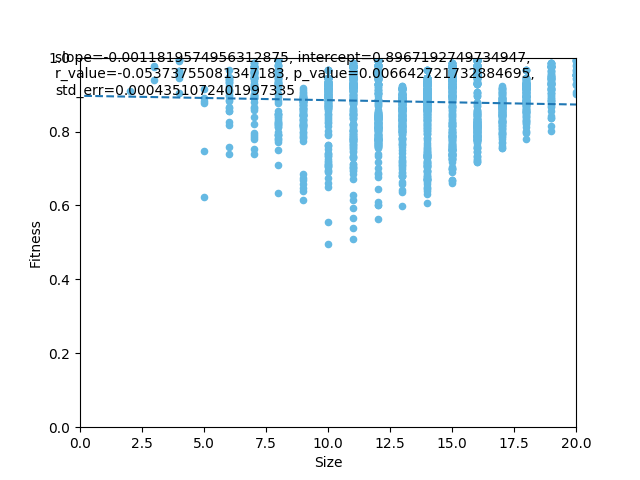 slope=-0.0011819574956312875, intercept=0.8967192749734947,
r_value=-0.05373755081347183, p_value=0.006642721732884695,
std_err=0.0004351072401997335
1.0
0.8
0.6
0.4
0.2
0.0
Fitness
0.0 2.5 5.0 7.5 10.0 12.5 15.0 17.5 20.0
Size